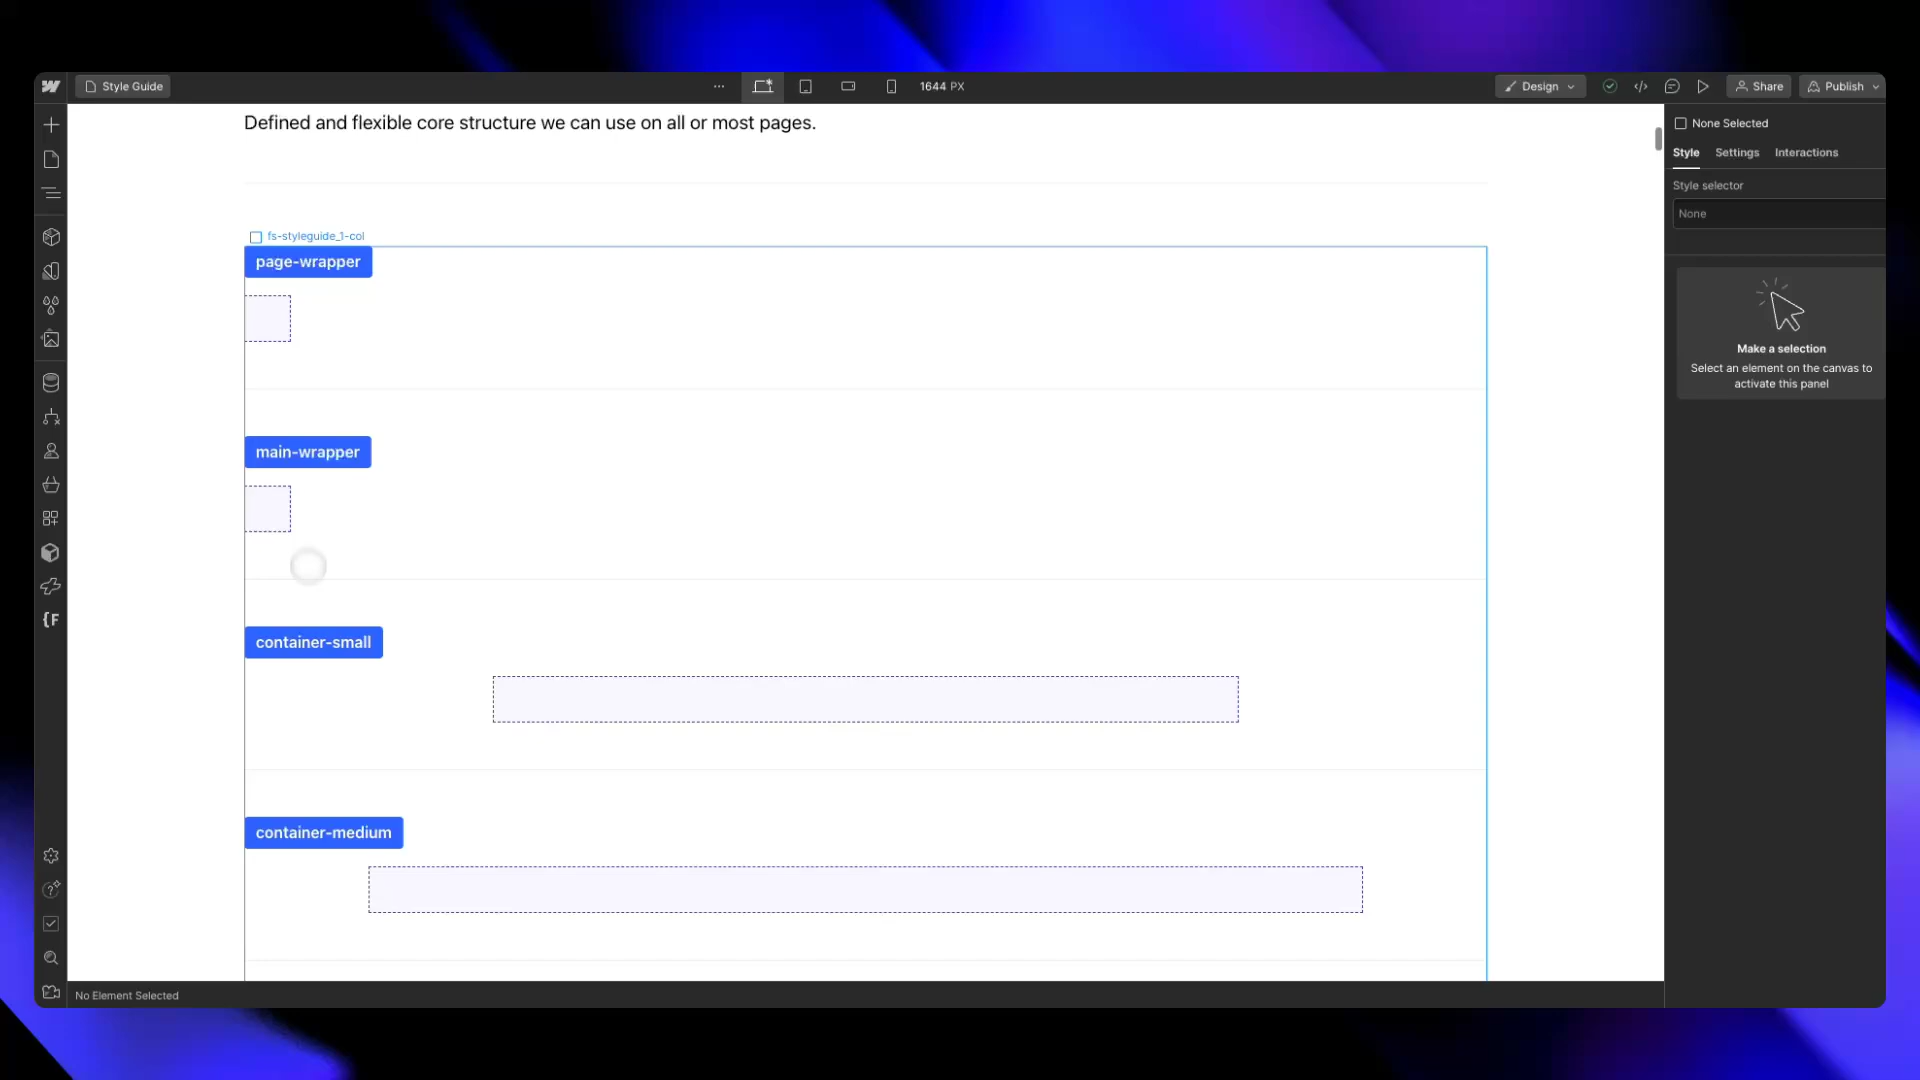 Style Guide
1644 PX
Design
Share
Publish
Defined and flexible core structure we can use on all or most pages.
fs-styleguide_1-col
page-wrapper
main-wrapper
container-small
container-medium
None Selected
Style Settings Interactions
Style selector
None
Make a selection
Select an element on the canvas to
activate this panel
{F
No Element Selected